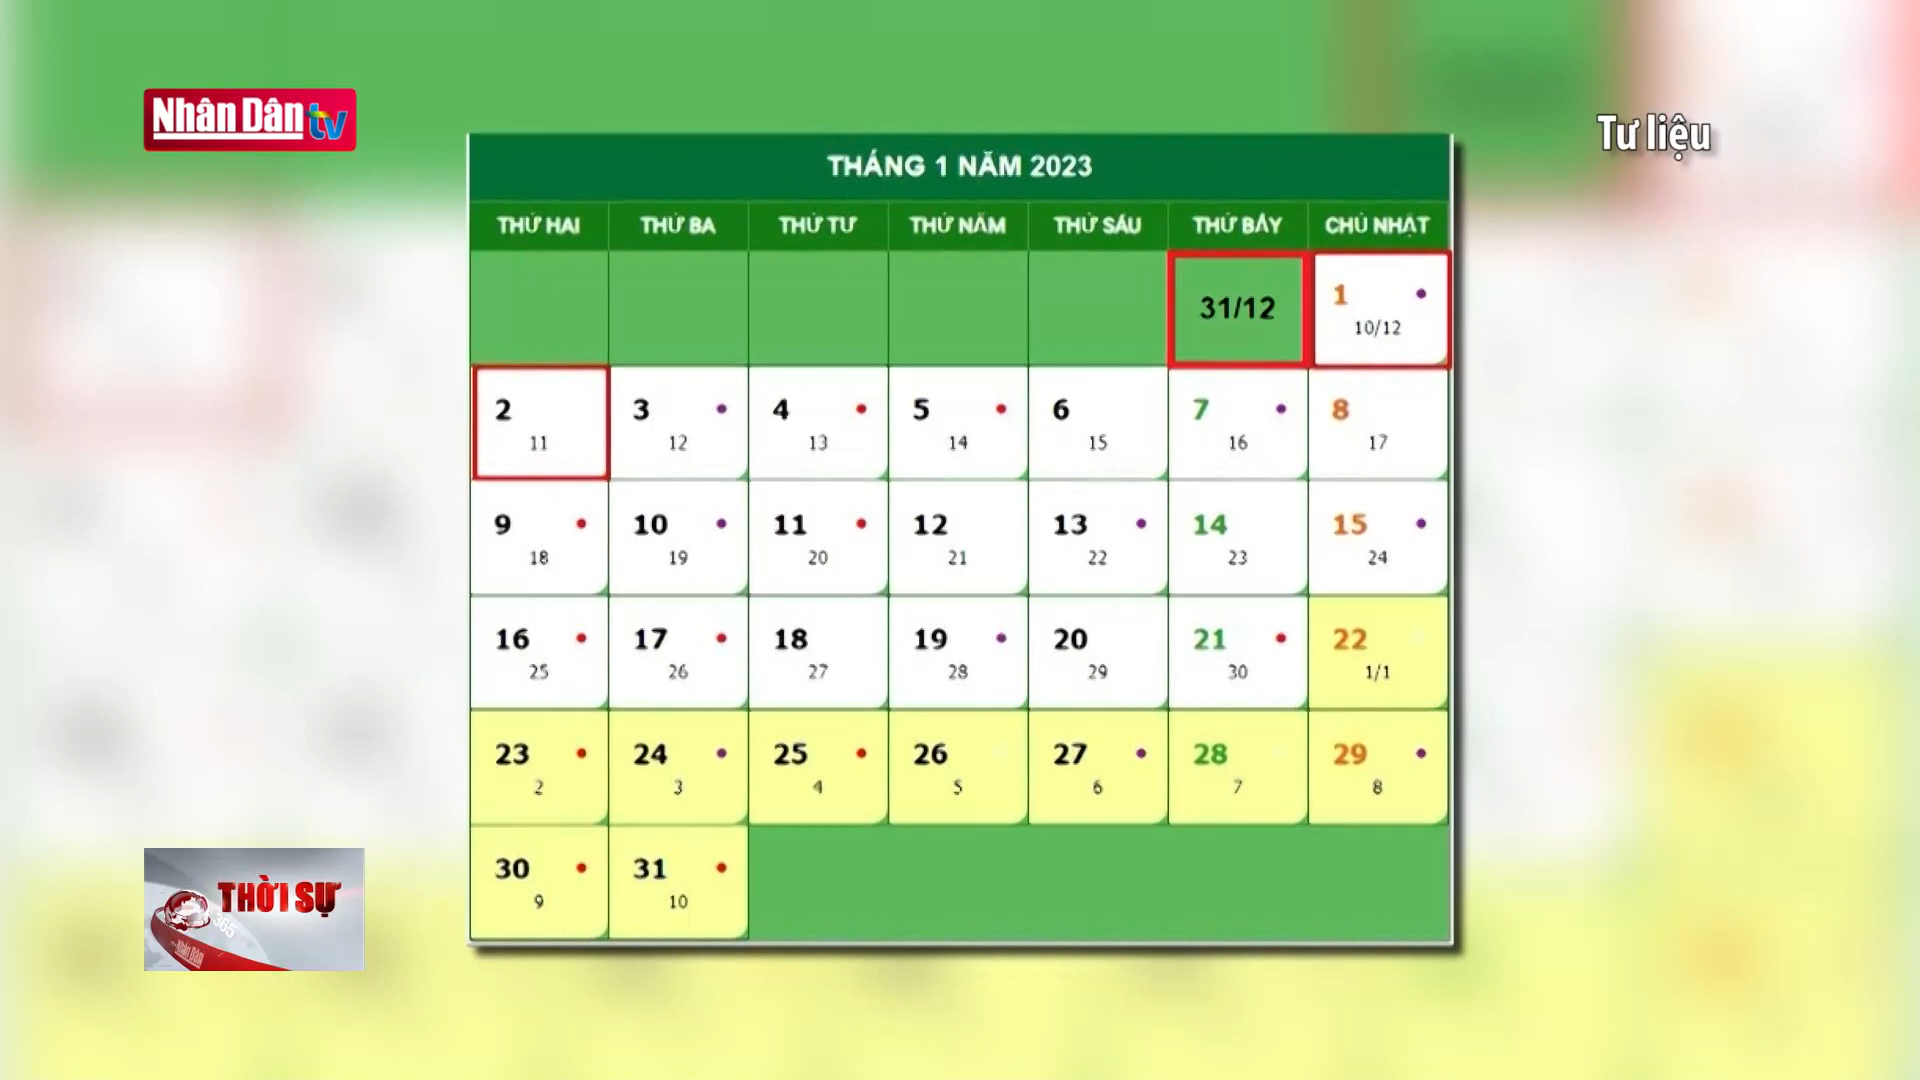 Nhân Dân tv
Tư liệu
THÁNG 1 NĂM 2023
THỨ HAI THỨ BA THỨ TƯ THỨ NĂM THỨ SÁU THỨ BẢY CHỦ NHẬT
31/12 1
10/12
2 3 4 5 6 7 8
11 12 13 14 15 16 17
9 10 11 12 13 14 15
18 19 20 21 22 23 24
16 17 18 19 20 21 22
25 26 27 28 29 30 1/1
23 24 25 26 27 28 29
2 3 4 5 6 7 8
30 31
9 10
THỜI SỰ
365
NHÂN DÂN